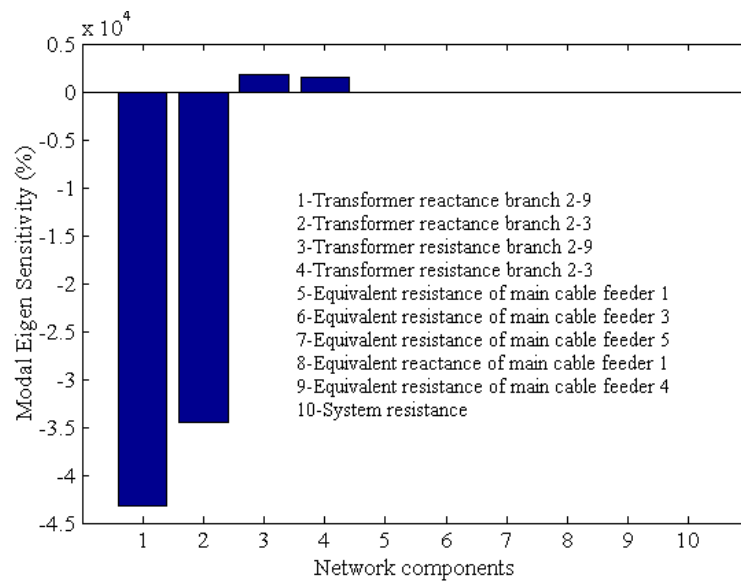 x 10⁴
0.5
0
-0.5
-1
-1.5
-2
-2.5
-3
-3.5
-4
-4.5
Modal Eigen Sensitivity (%)
1-Transformer reactance branch 2-9
2-Transformer reactance branch 2-3
3-Transformer resistance branch 2-9
4-Transformer resistance branch 2-3
5-Equivalent resistance of main cable feeder 1
6-Equivalent resistance of main cable feeder 3
7-Equivalent resistance of main cable feeder 5
8-Equivalent reactance of main cable feeder 1
9-Equivalent resistance of main cable feeder 4
10-System resistance
1 2 3 4 5 6 7 8 9 10
Network components